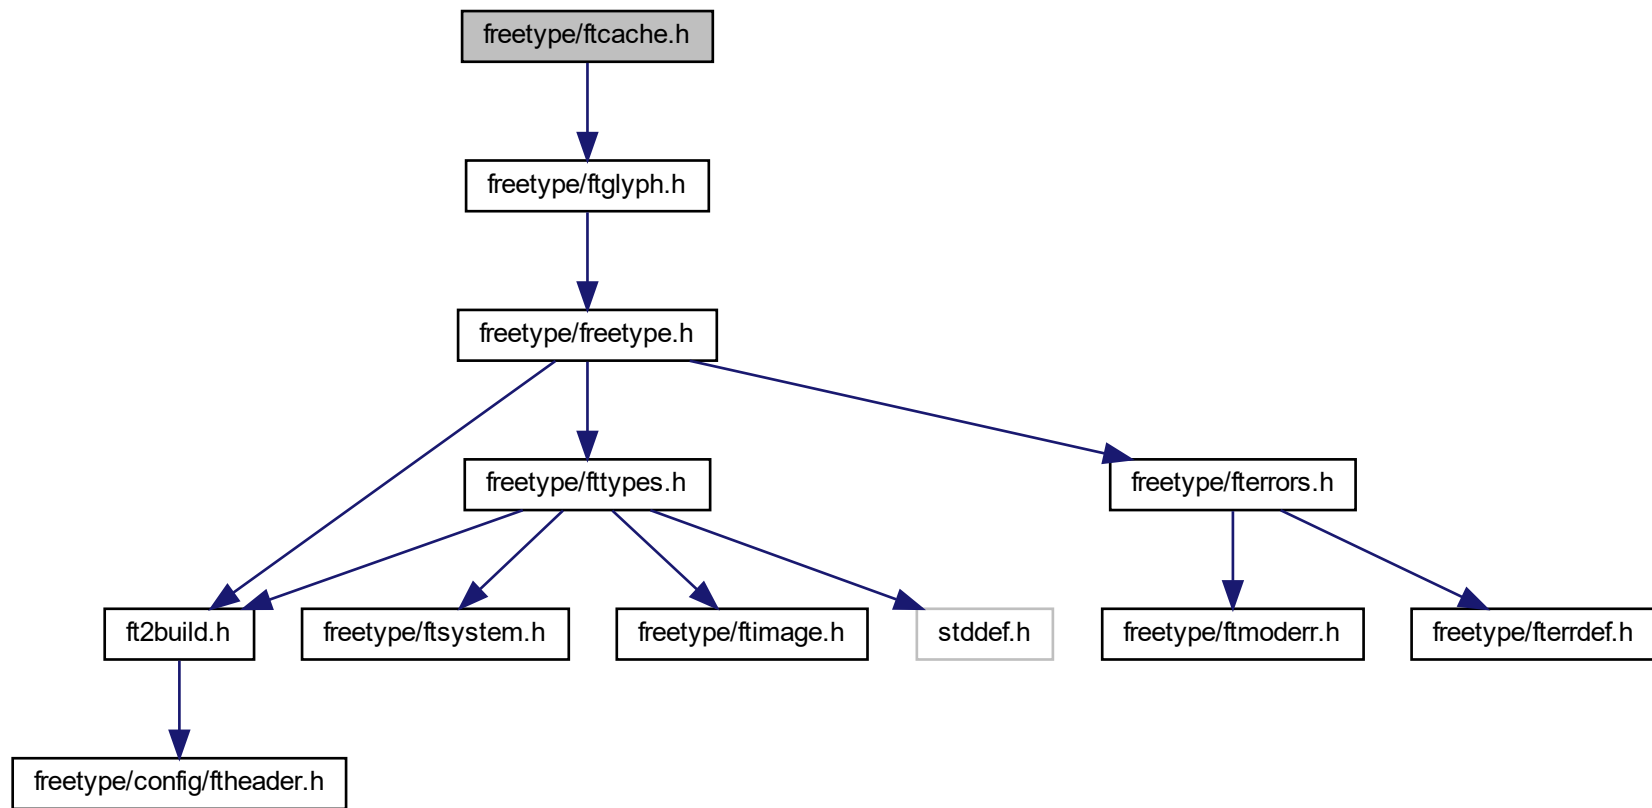 freetype/ftcache.h
freetype/ftglyph.h
freetype/freetype.h
freetype/fttypes.h
freetype/fterrors.h
ft2build.h
freetype/ftsystem.h
freetype/ftimage.h
stddef.h
freetype/ftmoderr.h
freetype/fterrdef.h
freetype/config/ftheader.h